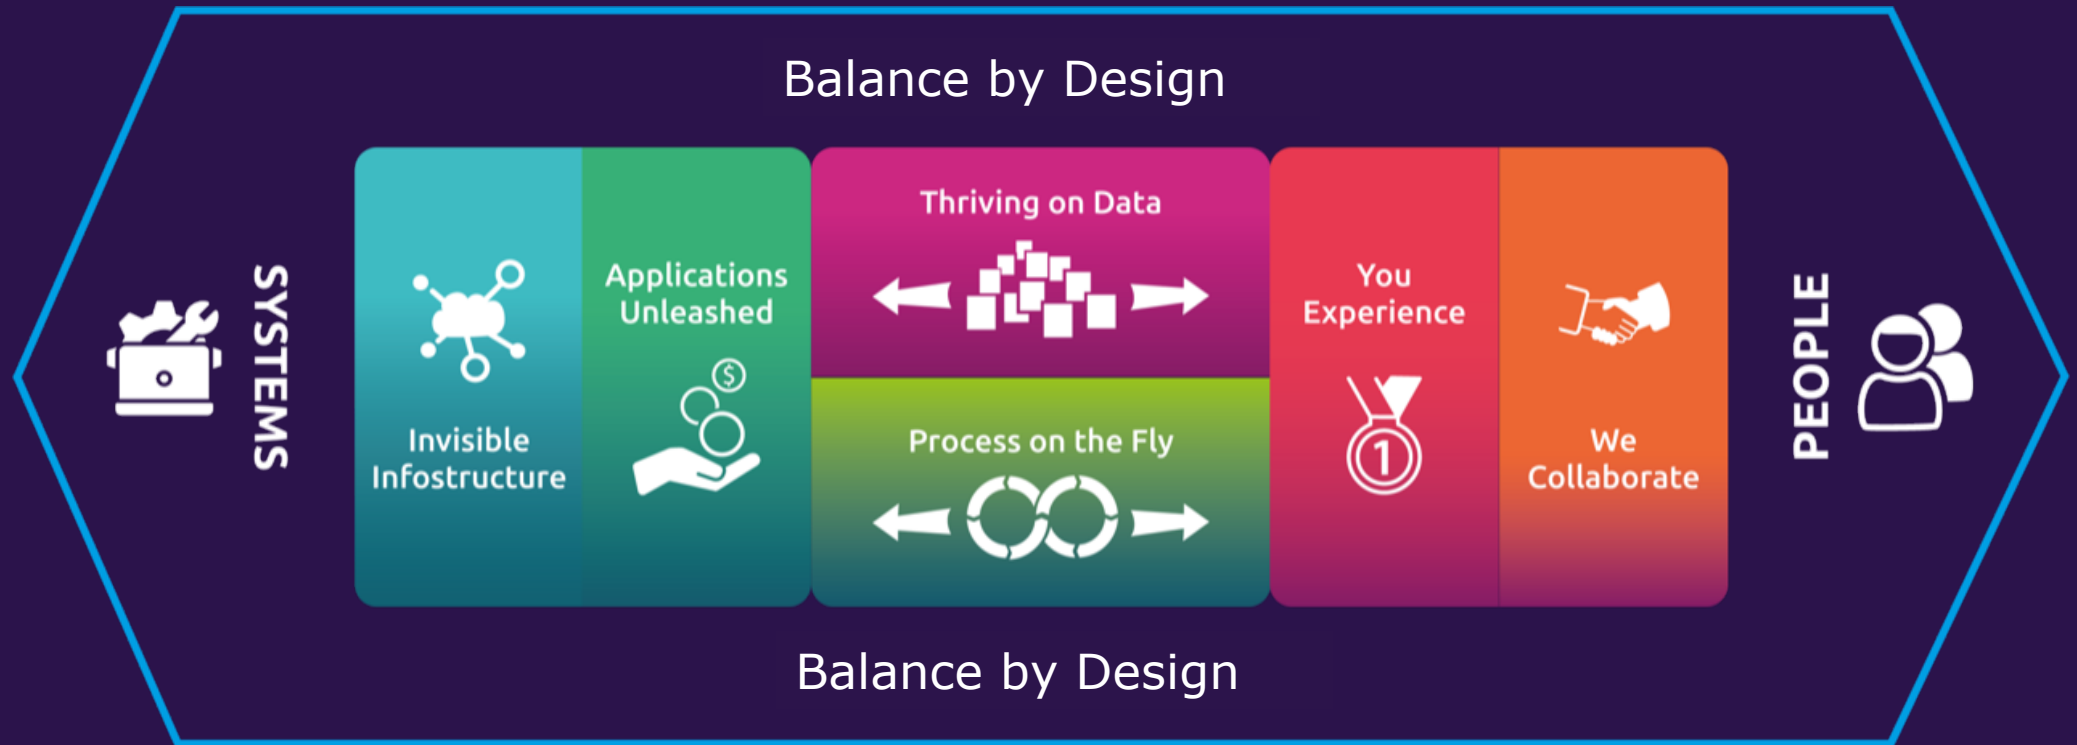 Balance by Design
SYSTEMS
Invisible
Infostructure
Applications
Unleashed
$
Thriving on Data
Process on the Fly
You
Experience
1
We
Collaborate
PEOPLE
Balance by Design